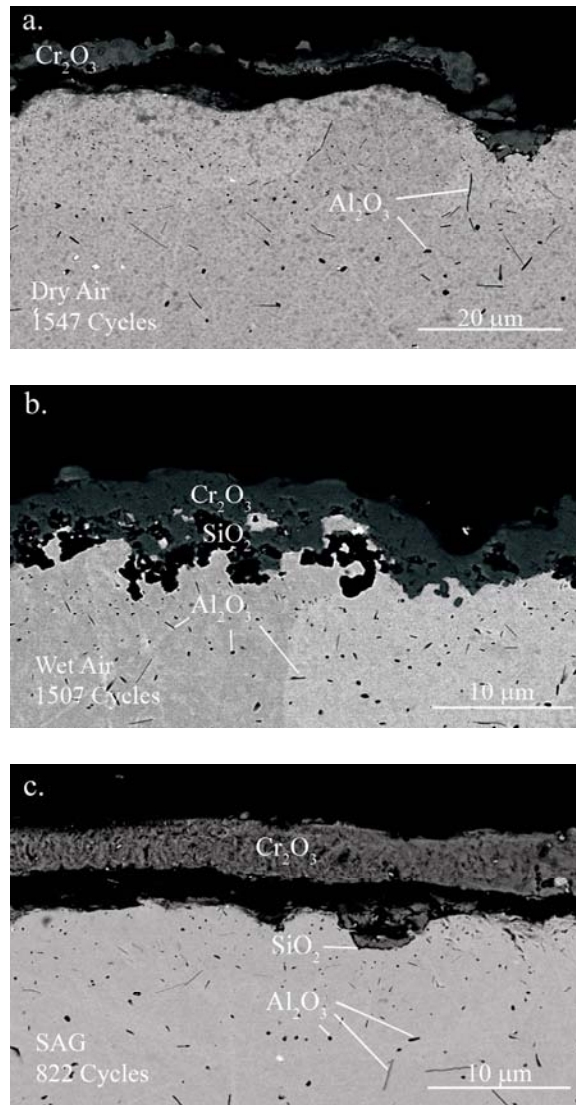 a.
Cr₂O₃
Al₂O₃
Dry Air
1547 Cycles
20 μm
b.
Cr₂O₃
SiO₂
Al₂O₃
Wet Air
1507 Cycles
10 μm
c.
Cr₂O₃
SiO₂
Al₂O₃
SAG
822 Cycles
10 μm